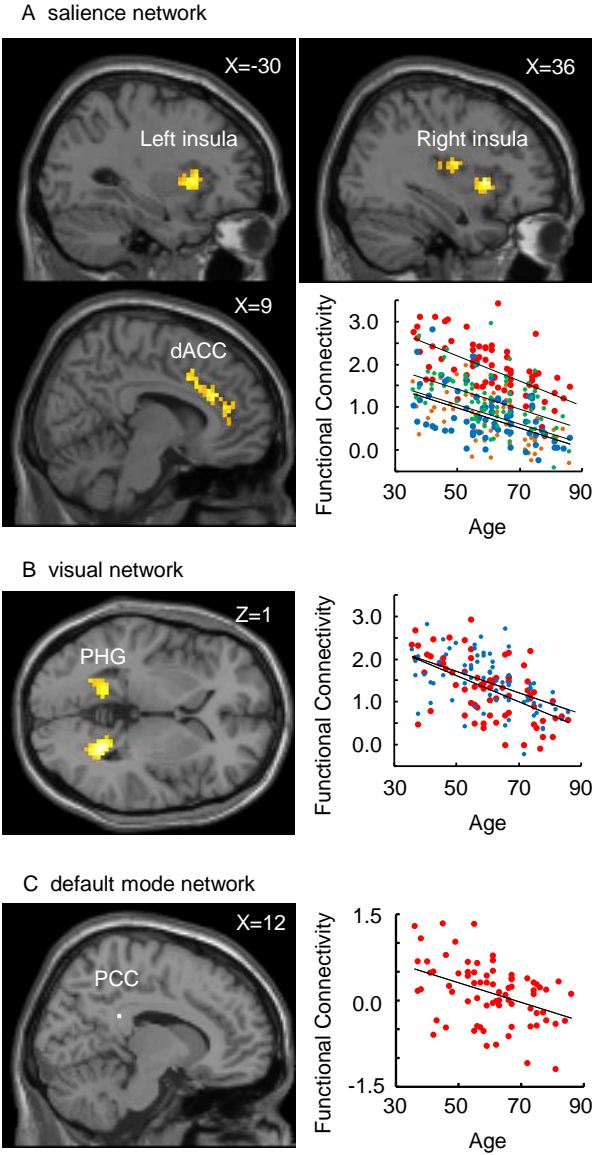 A salience network
X=-30
X=36
Left insula
Right insula
X=9
dACC
Functional Connectivity
3.0
2.0
1.0
0.0
30 50 70 90
Age
B visual network
Z=1
PHG
Functional Connectivity
3.0
2.0
1.0
0.0
30 50 70 90
Age
C default mode network
X=12
PCC
Functional Connectivity
1.5
0.0
-1.5
30 50 70 90
Age